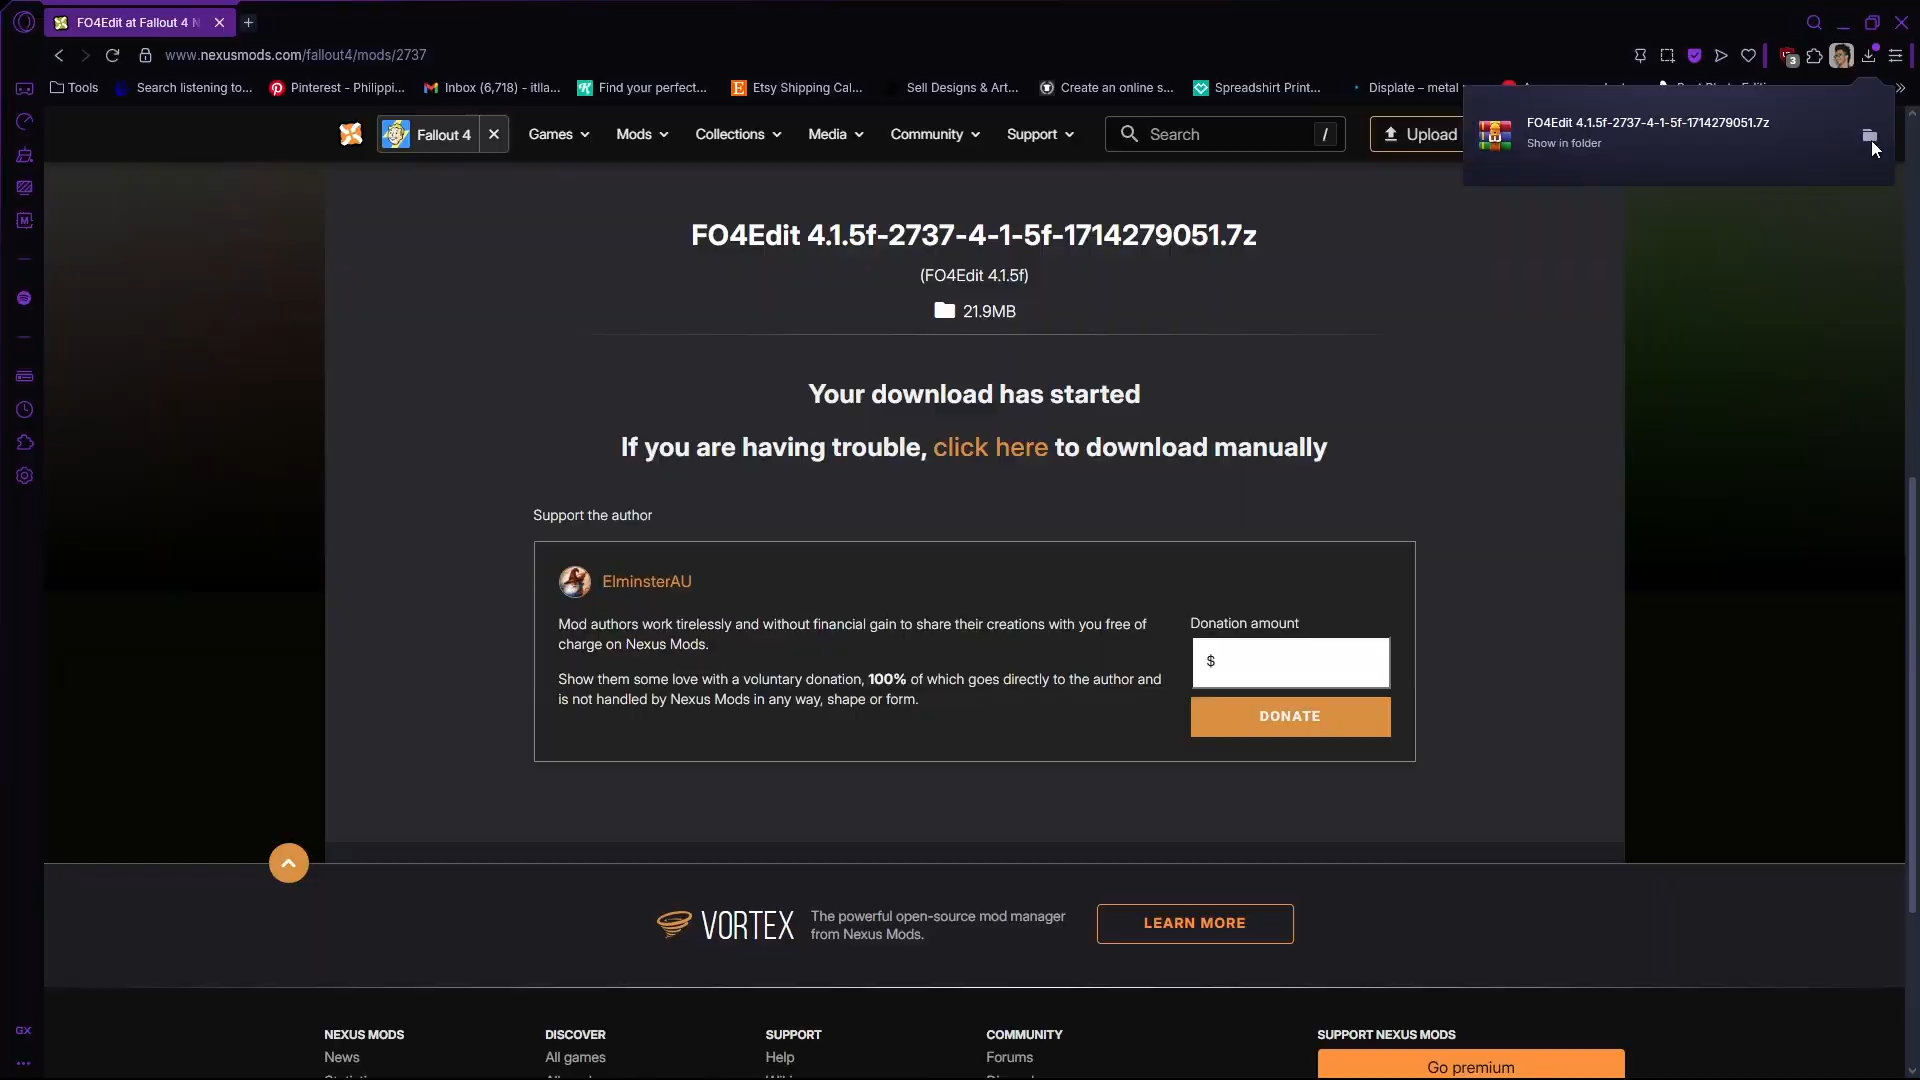 FO4Edit at Fallout 4 N
www.nexusmods.com/fallout4/mods/2737
3
Tools
Search listening to...
Pinterest - Philippi...
Inbox (6,718) - itlla...
Find your perfect...
Etsy Shipping Cal...
Sell Designs & Art...
Create an online s...
Spreadshirt Print...
Displate – metal
Fallout 4
Games
Mods
Collections
Media
Community
Support
Search
/
Upload
FO4Edit 4.1.5f-2737-4-1-5f-1714279051.7z
Show in folder
FO4Edit 4.1.5f-2737-4-1-5f-1714279051.7z
(FO4Edit 4.1.5f)
21.9MB
Your download has started
If you are having trouble, click here to download manually
Support the author
ElminsterAU
Mod authors work tirelessly and without financial gain to share their creations with you free of
charge on Nexus Mods.
Show them some love with a voluntary donation, 100% of which goes directly to the author and
is not handled by Nexus Mods in any way, shape or form.
Donation amount
$
DONATE
VORTEX
The powerful open-source mod manager
from Nexus Mods.
LEARN MORE
GX
NEXUS MODS
News
DISCOVER
All games
SUPPORT
Help
COMMUNITY
Forums
SUPPORT NEXUS MODS
Go premium